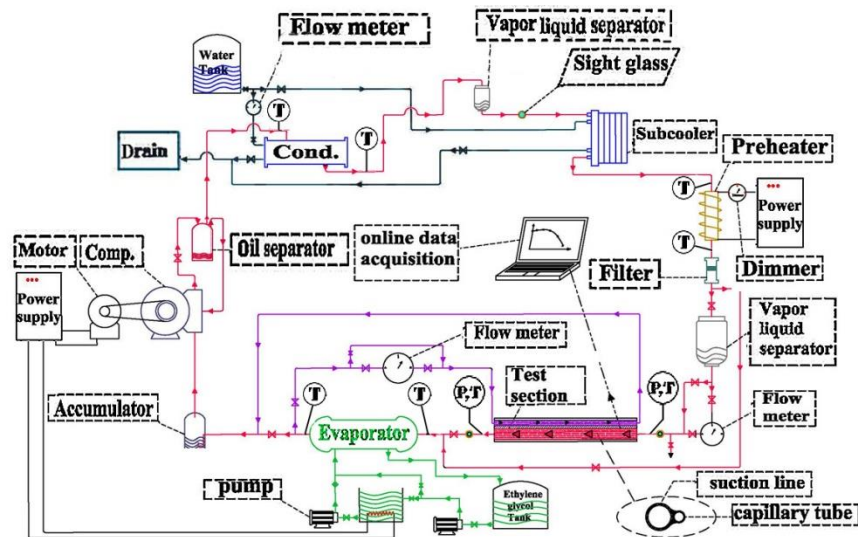 Flow meter
Vapor
liquid separator
Sight glass
Water
Tank
T
T
Cond.
Drain
Subcooler
Preheater
T
Power
supply
T
Dimmer
Filter
online data
acquisition
Oil separator
Motor
Comp.
Power
supply
Vapor
liquid
separator
Flow meter
Test
section
P,T
P,T
Flow
meter
T
T
Accumulator
Evaporator
pump
Ethylene
glycol
Tank
suction line
capillary tube